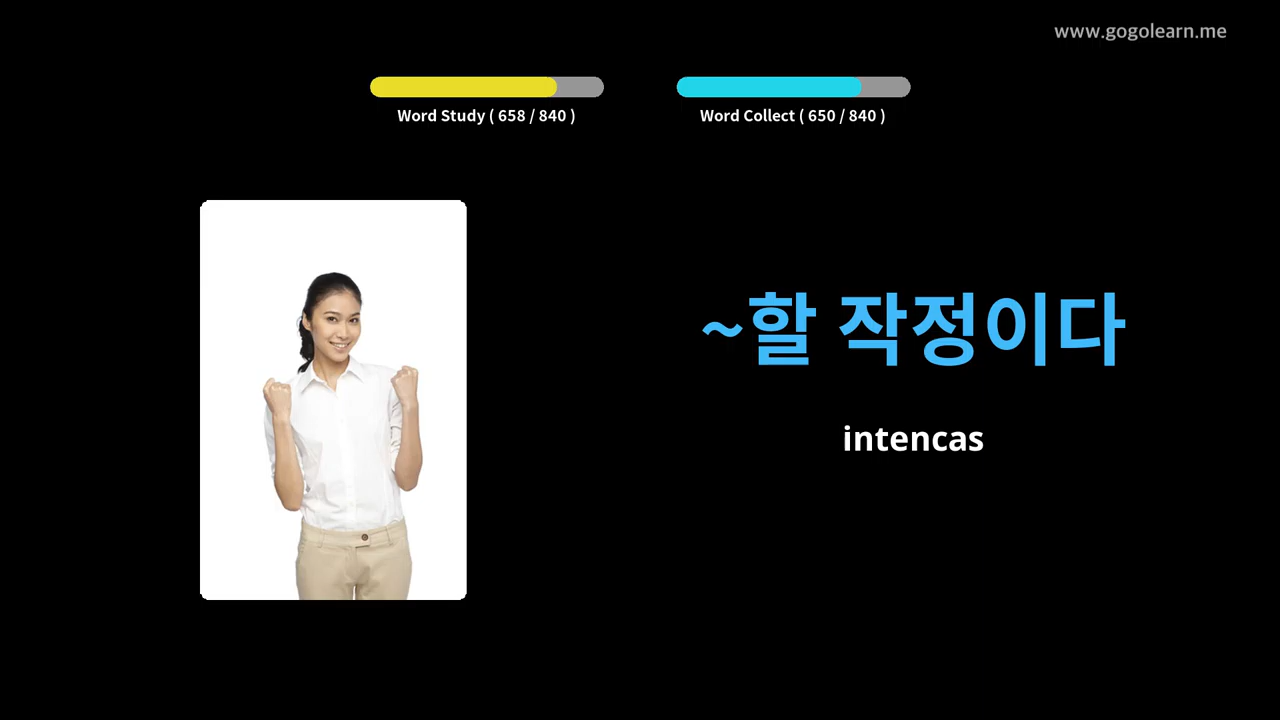 www.gogolearn.me
Word Study ( 658 / 840 )
Word Collect ( 650 / 840 )
~할 작정이다
intencas